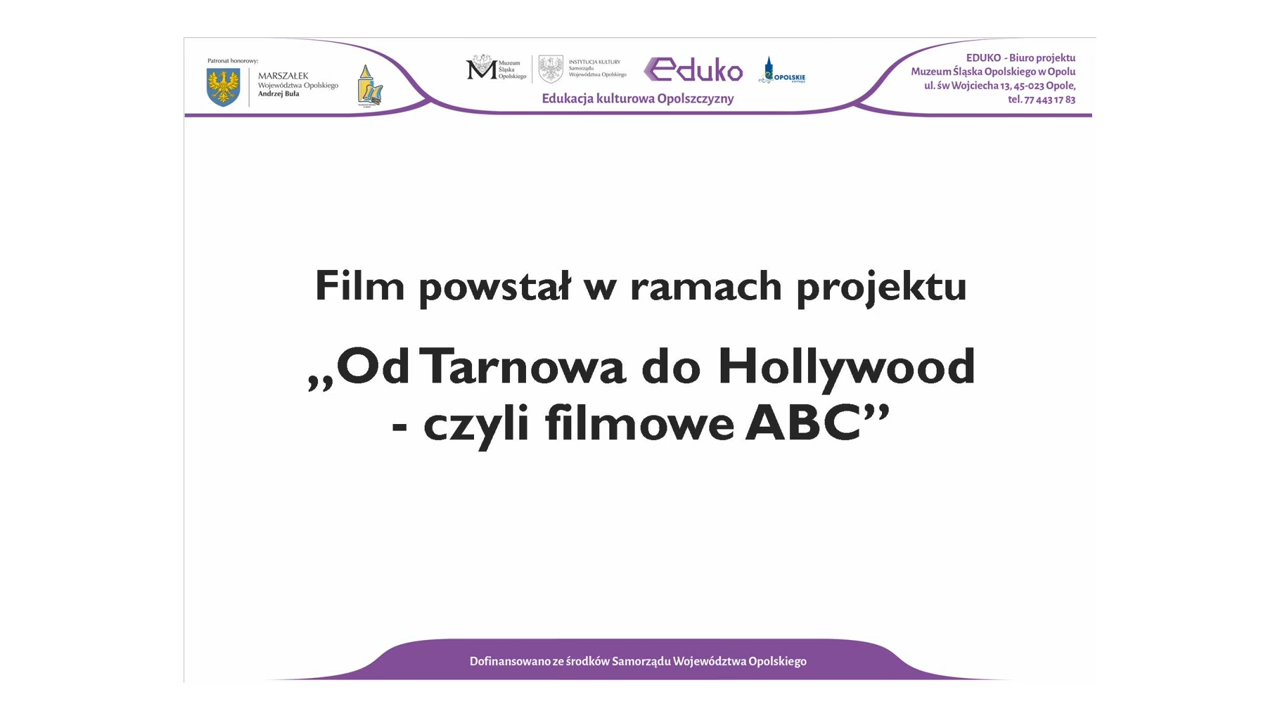 Patronat honorowy:
MARSZAŁEK
Województwa Opolskiego
Andrzej Buła
Muzeum
Śląska
Opolskiego
INSTYTUCJA KULTURY
Samorządu
Województwa Opolskiego
eduko
OPOLSKIE
Edukacja kulturowa Opolszczyzny
EDUKO - Biuro projektu
Muzeum Śląska Opolskiego w Opolu
ul. św Wojciecha 13, 45-023 Opole,
tel. 77 443 17 83
Film powstał w ramach projektu
„Od Tarnowa do Hollywood
- czyli filmowe ABC”
Dofinansowano ze środków Samorządu Województwa Opolskiego